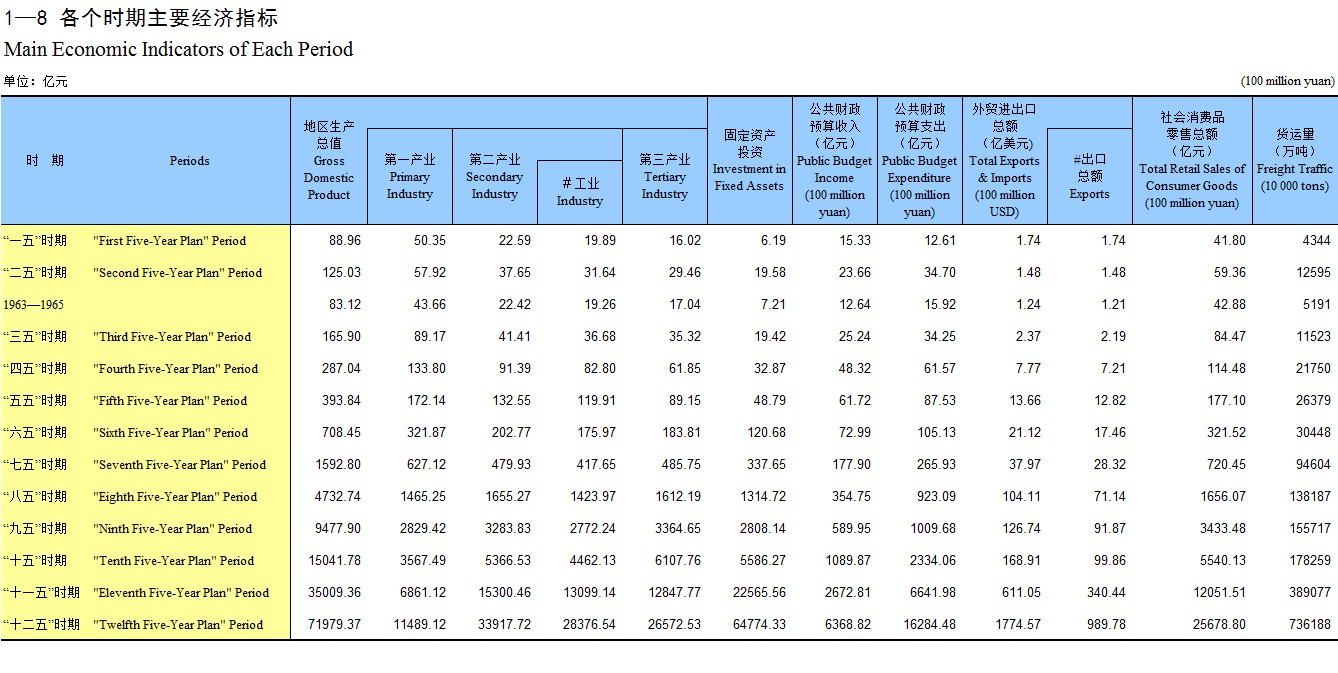 1—8 各个时期主要经济指标
Main Economic Indicators of Each Period
单位：亿元 (100 million yuan)
时 期 Periods 地区生产总值 Gross Domestic Product 第一产业 Primary Industry 第二产业 Secondary Industry #工业 Industry 第三产业 Tertiary Industry 固定资产投资 Investment in Fixed Assets 公共财政预算收入（亿元） Public Budget Income (100 million yuan) 公共财政预算支出（亿元） Public Budget Expenditure (100 million yuan) 外贸进出口总额（亿美元) Total Exports & Imports (100 million USD) #出口总额 Exports 社会消费品零售总额（亿元） Total Retail Sales of Consumer Goods (100 million yuan) 货运量（万吨） Freight Traffic (10 000 tons)
“一五”时期 "First Five-Year Plan" Period 88.96 50.35 22.59 19.89 16.02 6.19 15.33 12.61 1.74 1.74 41.80 4344
“二五”时期 "Second Five-Year Plan" Period 125.03 57.92 37.65 31.64 29.46 19.58 23.66 34.70 1.48 1.48 59.36 12595
1963—1965 83.12 43.66 22.42 19.26 17.04 7.21 12.64 15.92 1.24 1.21 42.88 5191
“三五”时期 "Third Five-Year Plan" Period 165.90 89.17 41.41 36.68 35.32 19.42 25.24 34.25 2.37 2.19 84.47 11523
“四五”时期 "Fourth Five-Year Plan" Period 287.04 133.80 91.39 82.80 61.85 32.87 48.32 61.57 7.77 7.21 114.48 21750
“五五”时期 "Fifth Five-Year Plan" Period 393.84 172.14 132.55 119.91 89.15 48.79 61.72 87.53 13.66 12.82 177.10 26379
“六五”时期 "Sixth Five-Year Plan" Period 708.45 321.87 202.77 175.97 183.81 120.68 72.99 105.13 21.12 17.46 321.52 30448
“七五”时期 "Seventh Five-Year Plan" Period 1592.80 627.12 479.93 417.65 485.75 337.65 177.90 265.93 37.97 28.32 720.45 94604
“八五”时期 "Eighth Five-Year Plan" Period 4732.74 1465.25 1655.27 1423.97 1612.19 1314.72 354.75 923.09 104.11 71.14 1656.07 138187
“九五”时期 "Ninth Five-Year Plan" Period 9477.90 2829.42 3283.83 2772.24 3364.65 2808.14 589.95 1009.68 126.74 91.87 3433.48 155717
“十五”时期 "Tenth Five-Year Plan" Period 15041.78 3567.49 5366.53 4462.13 6107.76 5586.27 1089.87 2334.06 168.91 99.86 5540.13 178259
“十一五”时期 "Eleventh Five-Year Plan" Period 35009.36 6861.12 15300.46 13099.14 12847.77 22565.56 2672.81 6641.98 611.05 340.44 12051.51 389077
“十二五”时期 "Twelfth Five-Year Plan" Period 71979.37 11489.12 33917.72 28376.54 26572.53 64774.33 6368.82 16284.48 1774.57 989.78 25678.80 736188